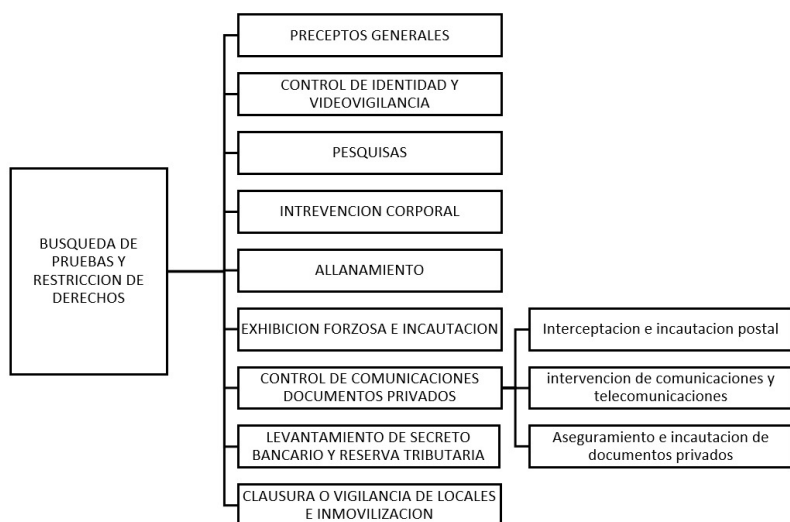 BUSQUEDA DE
PRUEBAS Y
RESTRICCION DE
DERECHOS
PRECEPTOS GENERALES
CONTROL DE IDENTIDAD Y
VIDEOVIGILANCIA
PESQUISAS
INTREVENCION CORPORAL
ALLANAMIENTO
EXHIBICION FORZOSA E INCAUTACION
CONTROL DE COMUNICACIONES
DOCUMENTOS PRIVADOS
Interceptacion e incautacion postal
intervencion de comunicaciones y
telecomunicaciones
Aseguramiento e incautacion de
documentos privados
LEVANTAMIENTO DE SECRETO
BANCARIO Y RESERVA TRIBUTARIA
CLAUSURA O VIGILANCIA DE LOCALES
E INMOVILIZACION